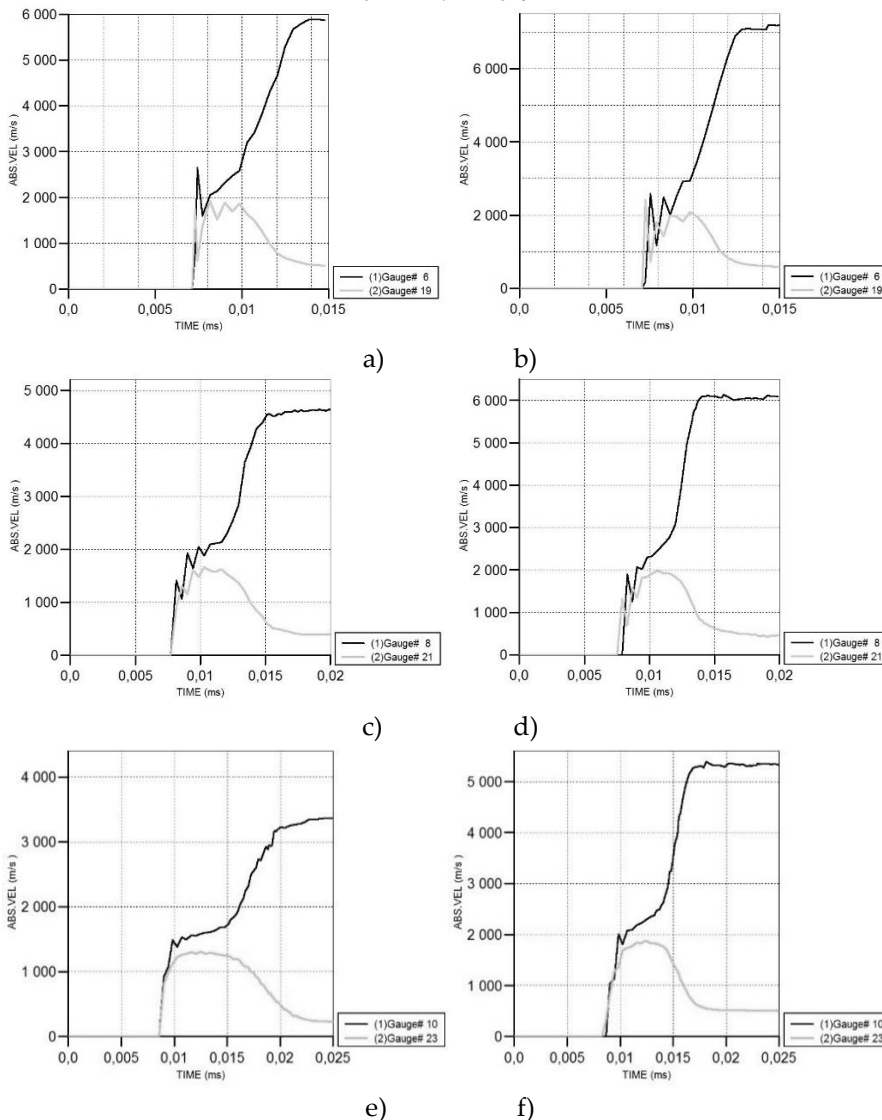 6 000
5 000
4 000
3 000
2 000
1 000
0
ABS.VEL (m/s)
0,0
0,005
0,01
0,015
TIME (ms)
(1)Gauge# 6
(2)Gauge# 19
a)
6 000
4 000
2 000
0
ABS.VEL (m/s)
0,0
0,005
0,01
0,015
TIME (ms)
(1)Gauge# 6
(2)Gauge# 19
b)
5 000
4 000
3 000
2 000
1 000
0
ABS.VEL (m/s)
0,0
0,005
0,01
0,015
0,02
TIME (ms)
(1)Gauge# 8
(2)Gauge# 21
c)
6 000
5 000
4 000
3 000
2 000
1 000
0
ABS.VEL (m/s)
0,0
0,005
0,01
0,015
0,02
TIME (ms)
(1)Gauge# 8
(2)Gauge# 21
d)
4 000
3 000
2 000
1 000
0
ABS.VEL (m/s)
0,0
0,005
0,01
0,015
0,02
0,025
TIME (ms)
(1)Gauge# 10
(2)Gauge# 23
e)
5 000
4 000
3 000
2 000
1 000
0
ABS.VEL (m/s)
0,0
0,005
0,01
0,015
0,02
0,025
TIME (ms)
(1)Gauge# 10
(2)Gauge# 23
f)